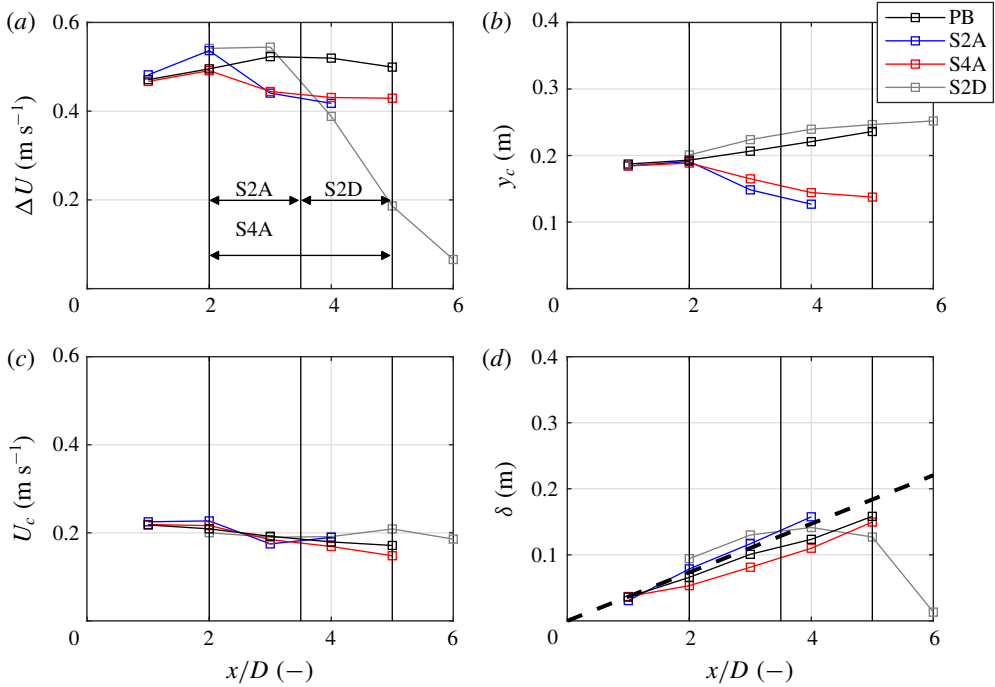 (a)
0.6
0.4
0.2
0
2
4
6
ΔU (m s⁻¹)
S2A
S2D
S4A
(b)
0.4
0.3
0.2
0.1
0
2
4
6
y_c (m)
PB
S2A
S4A
S2D
(c)
0.6
0.4
0.2
0
2
4
6
U_c (m s⁻¹)
x/D (–)
(d)
0.4
0.3
0.2
0.1
0
2
4
6
δ (m)
x/D (–)